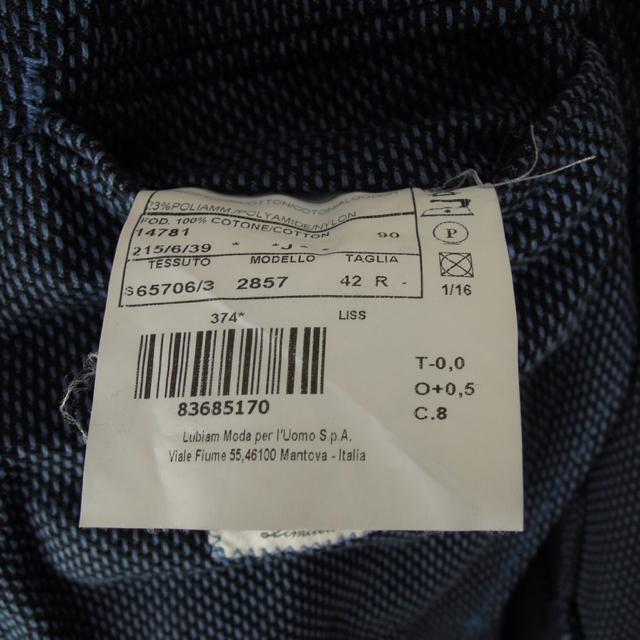 3%POLIAMM./POLYAMIDE/NYLON
FOD. 100% COTONE/COTTON
14781 90
215/6/39 * *J - -
TESSUTO MODELLO TAGLIA
S65706/3 2857 42 R -
P
1/16
374* LISS
83685170
T-0,0
O+0,5
C.8
Lubiam Moda per l'Uomo S.p.A.
Viale Fiume 55,46100 Mantova - Italia